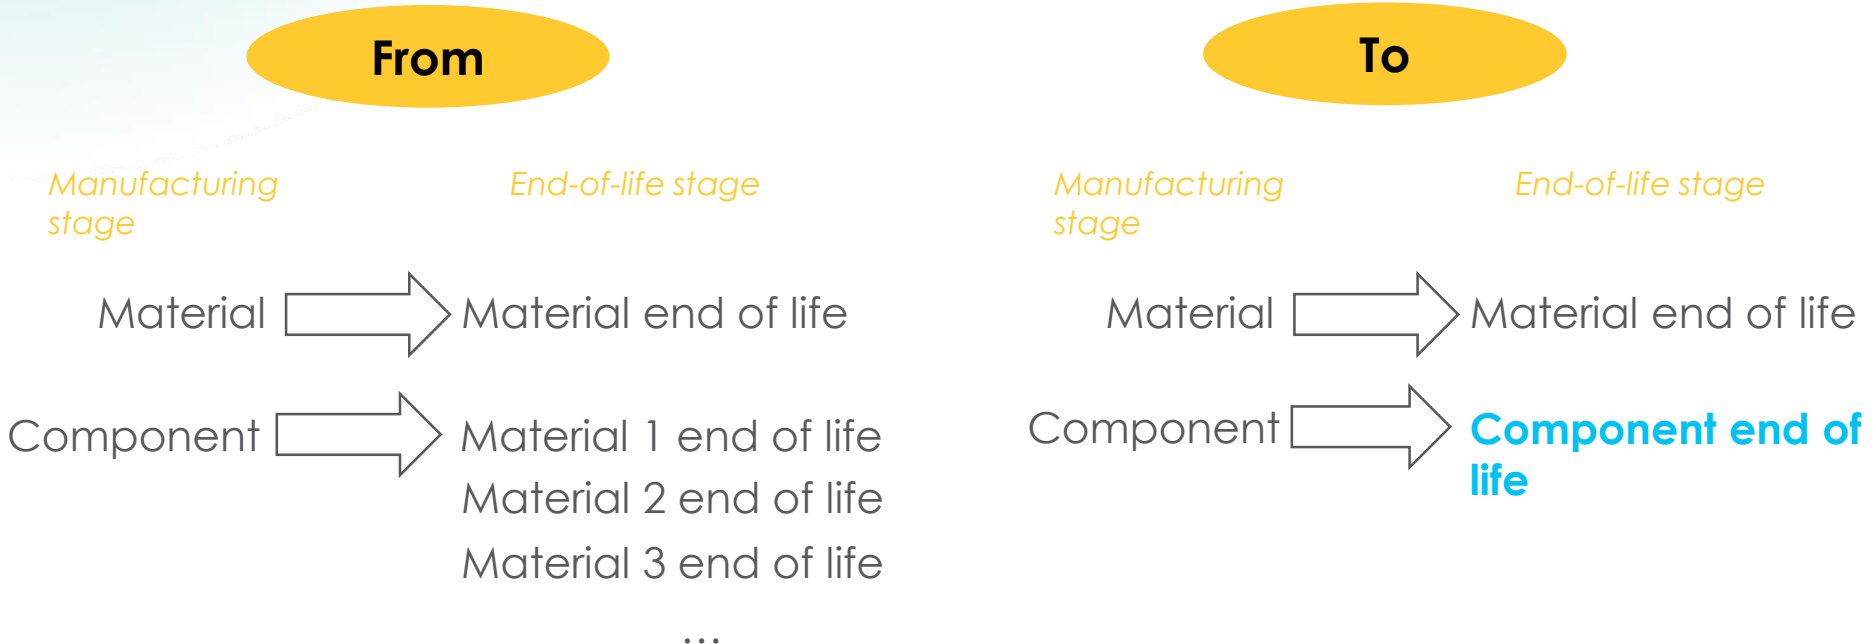 From
Manufacturing
stage
End-of-life stage
Material
Material end of life
Component
Material 1 end of life
Material 2 end of life
Material 3 end of life
...
To
Manufacturing
stage
End-of-life stage
Material
Material end of life
Component
Component end of
life